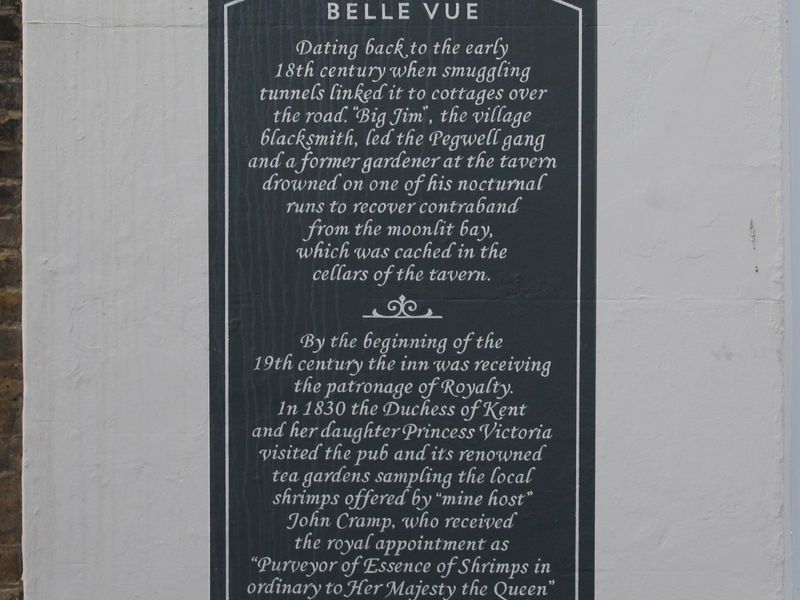 BELLE VUE
Dating back to the early
18th century when smuggling
tunnels linked it to cottages over
the road. "Big Jim", the village
blacksmith, led the Pegwell gang
and a former gardener at the tavern
drowned on one of his nocturnal
runs to recover contraband
from the moonlit bay,
which was cached in the
cellars of the tavern.
By the beginning of the
19th century the inn was receiving
the patronage of Royalty.
In 1830 the Duchess of Kent
and her daughter Princess Victoria
visited the pub and its renowned
tea gardens sampling the local
shrimps offered by "mine host"
John Cramp, who received
the royal appointment as
"Purveyor of Essence of Shrimps in
ordinary to Her Majesty the Queen"